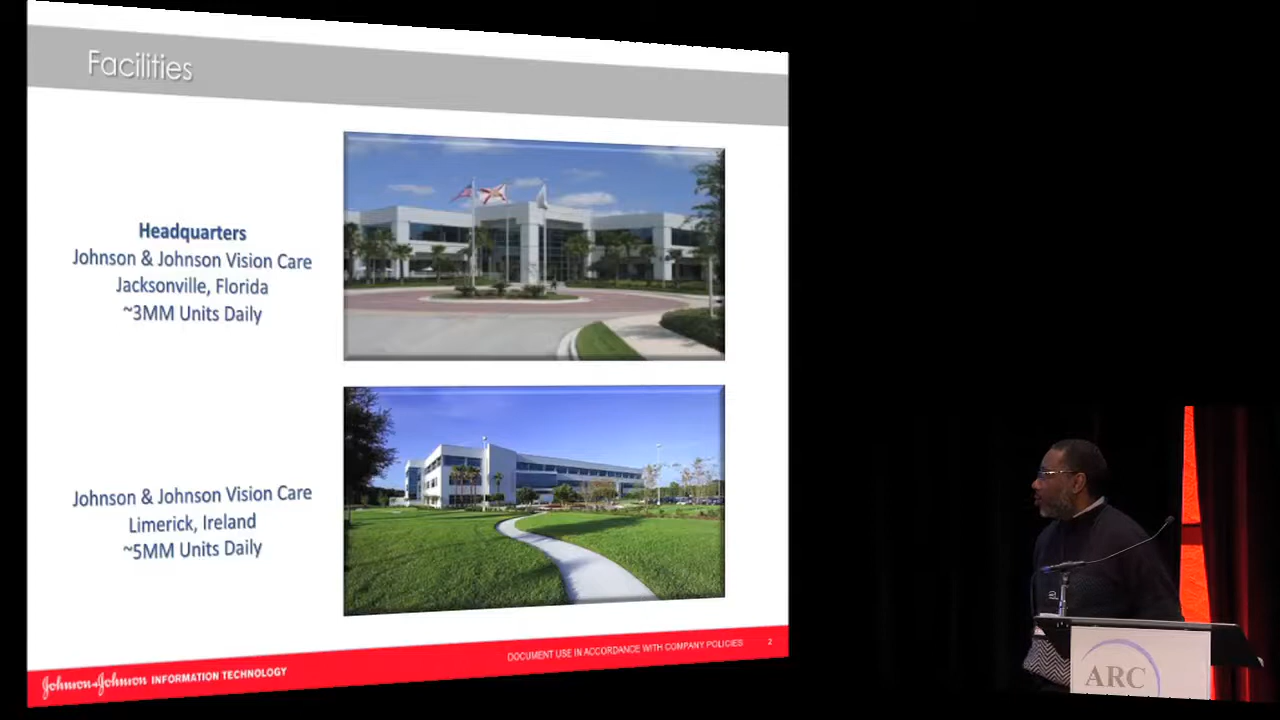 Facilities
Headquarters
Johnson & Johnson Vision Care
Jacksonville, Florida
~3MM Units Daily
Johnson & Johnson Vision Care
Limerick, Ireland
~5MM Units Daily
Johnson & Johnson INFORMATION TECHNOLOGY
DOCUMENT USE IN ACCORDANCE WITH COMPANY POLICIES 2
ARC